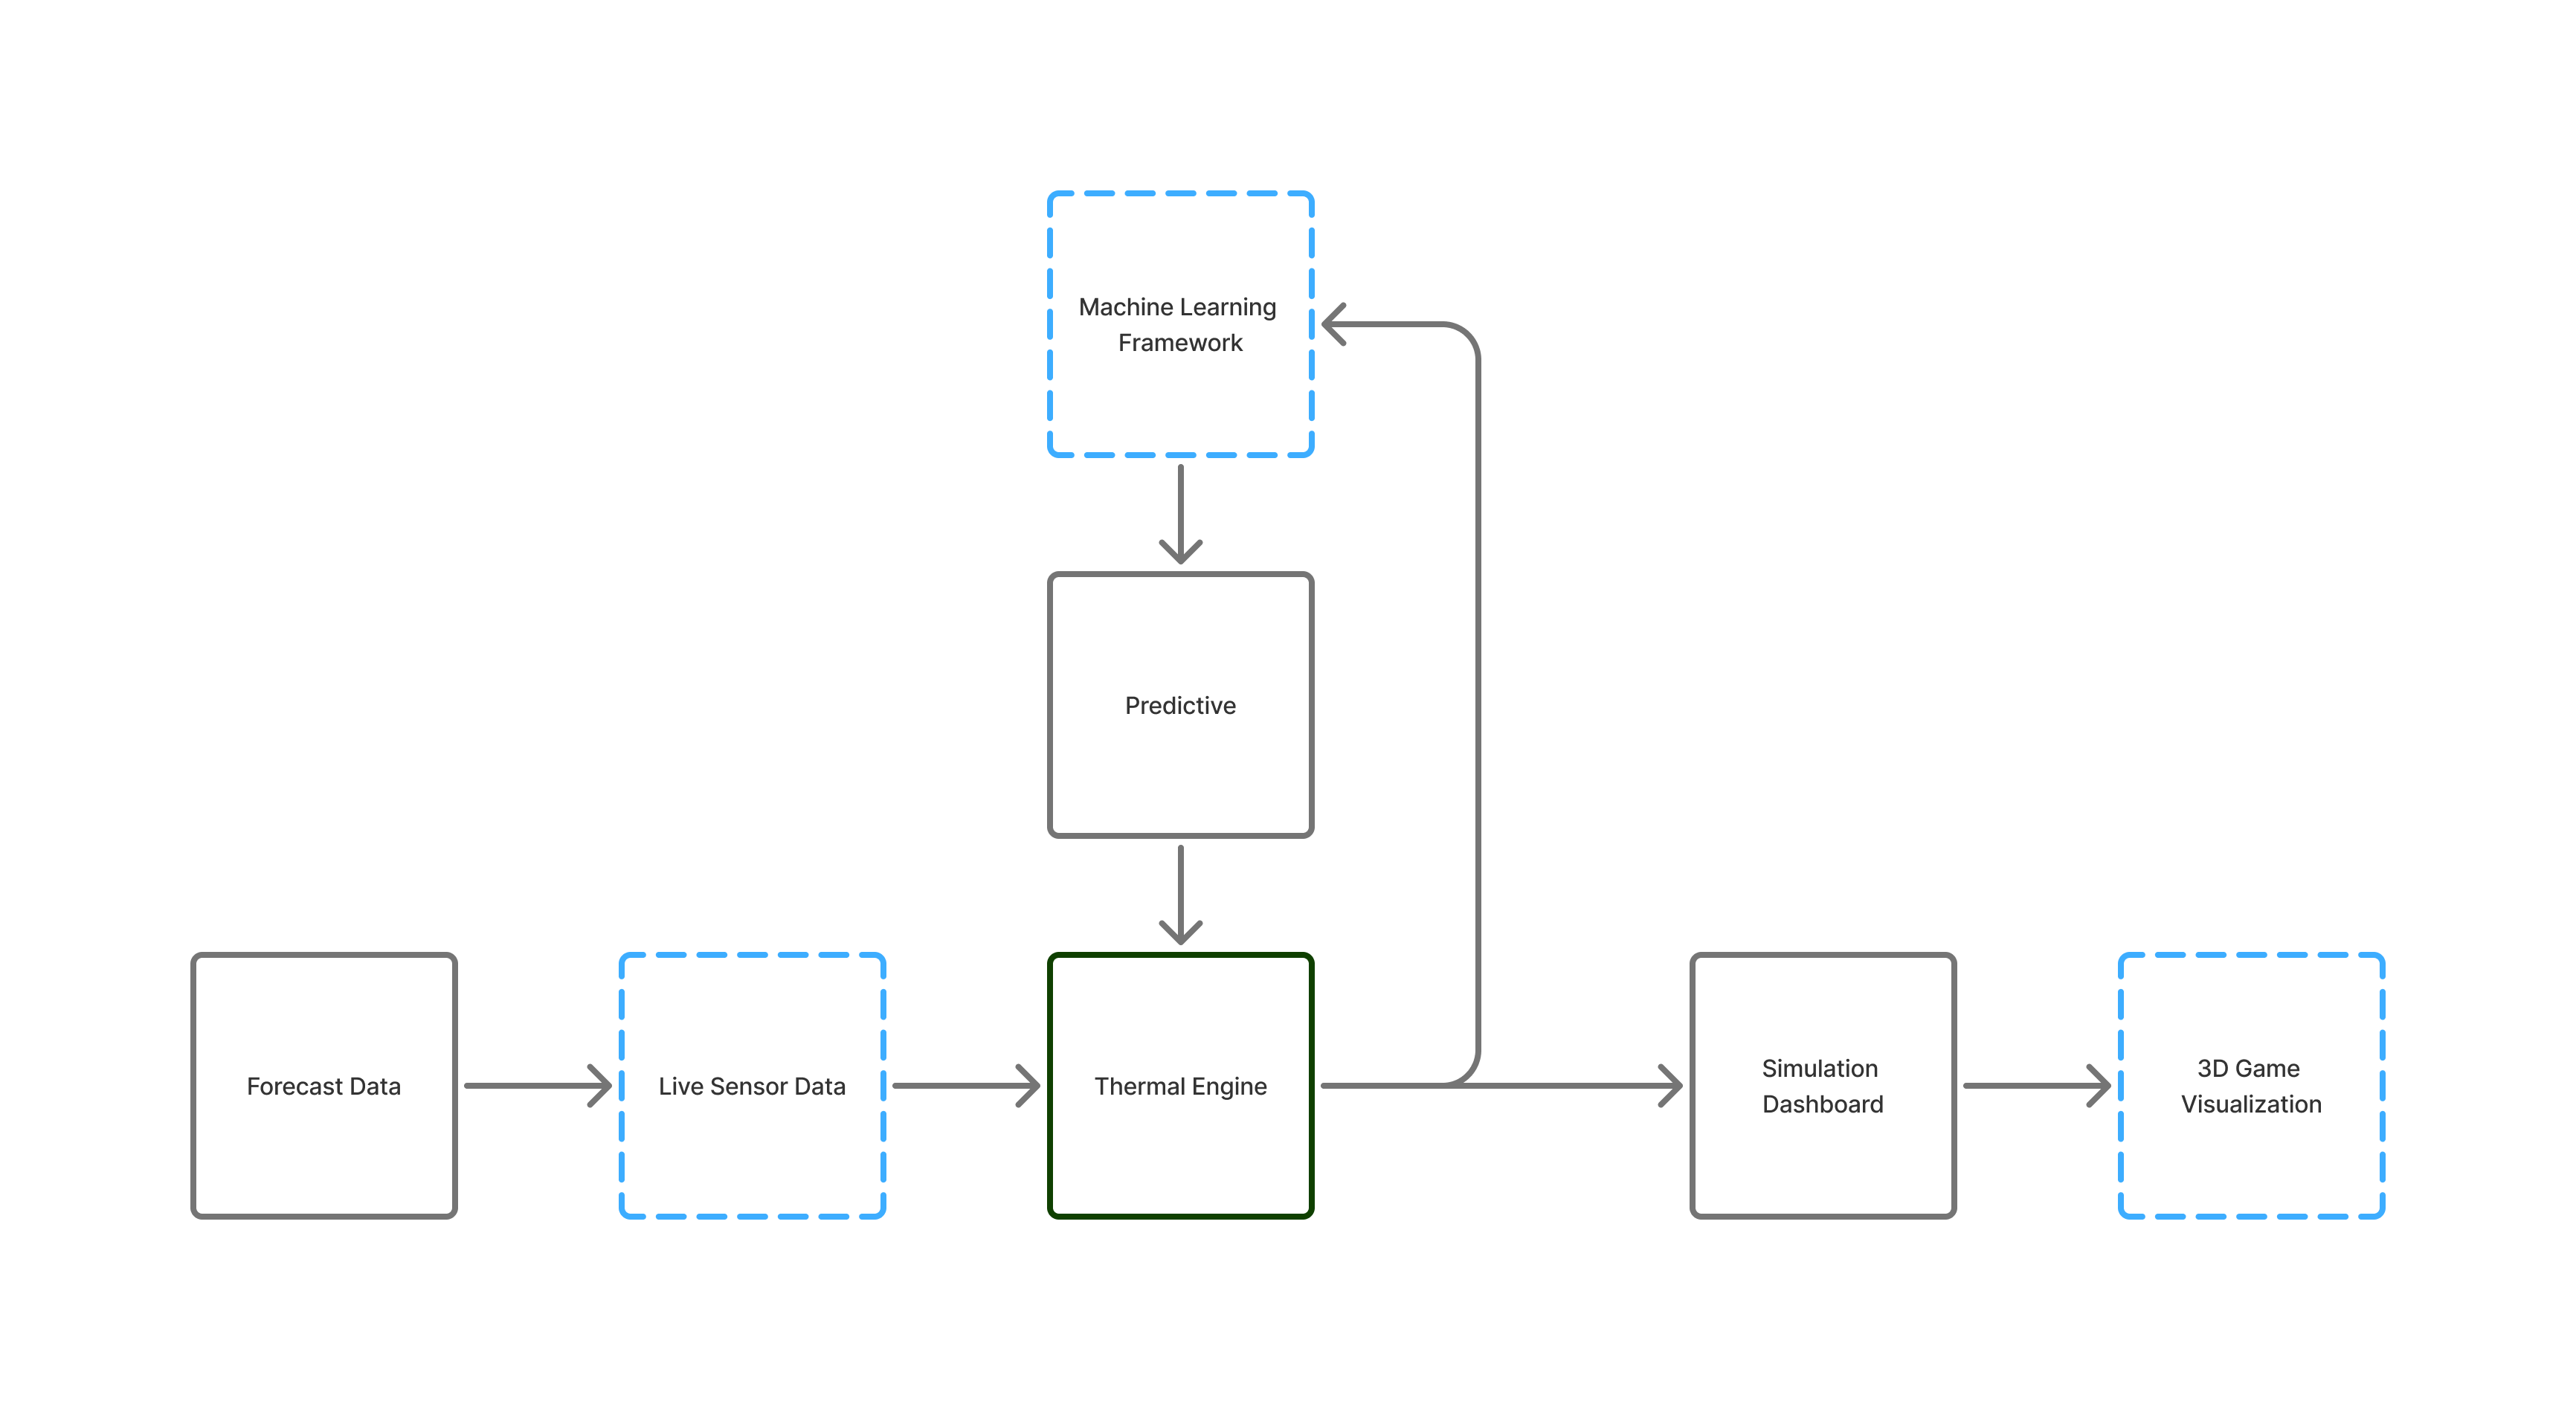 Machine Learning
Framework
Predictive
Forecast Data
Live Sensor Data
Thermal Engine
Simulation
Dashboard
3D Game
Visualization